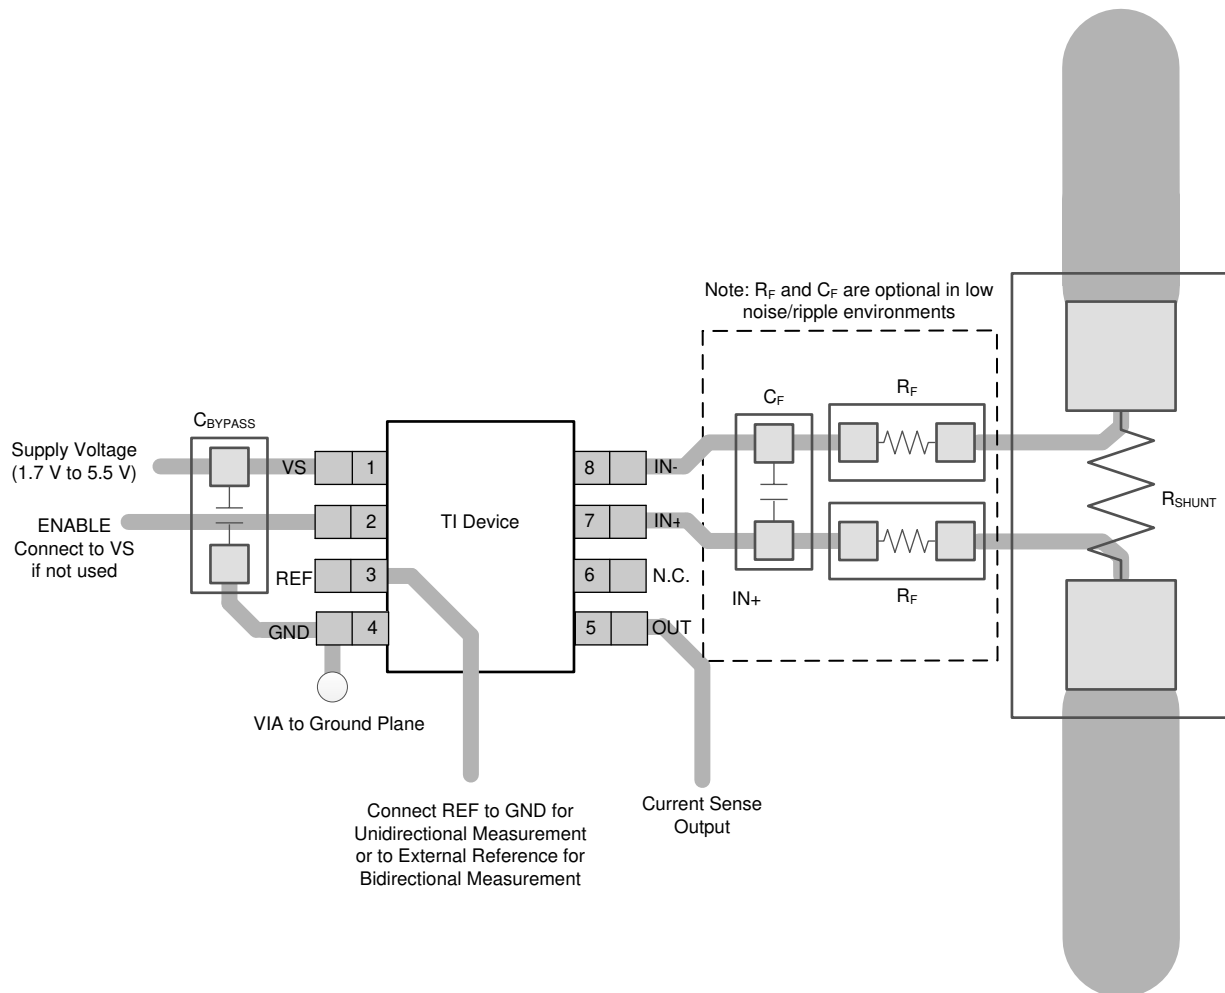 Note: RF and CF are optional in low
noise/ripple environments
CBYPASS
Supply Voltage
(1.7 V to 5.5 V)
VS
1
ENABLE
Connect to VS
if not used
2
REF
3
GND
4
VIA to Ground Plane
TI Device
8
IN-
7
IN+
6
N.C.
5
OUT
CF
RF
RF
IN+
RSHUNT
Connect REF to GND for
Unidirectional Measurement
or to External Reference for
Bidirectional Measurement
Current Sense
Output